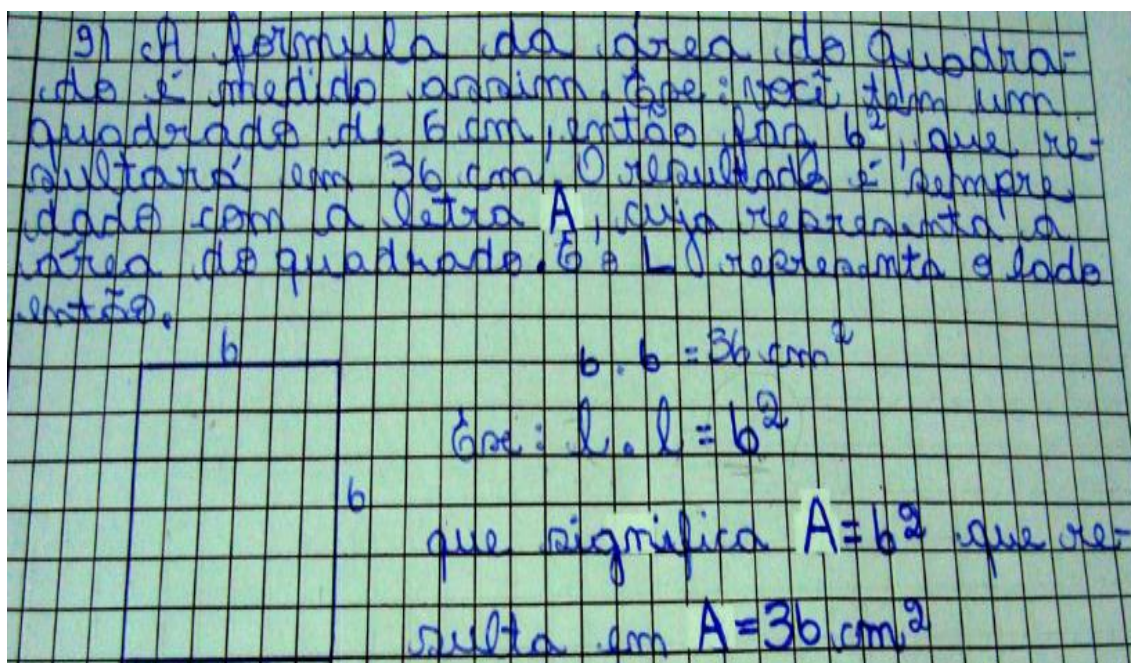 9) A formula da área do Quadra-
do é medido assim. Exe: você tem um
quadrado de 6 cm, então faz 6², que re-
sultará em 36 cm. O resultado é sempre
dado com a letra A, cuja representa a
área do quadrado. E o L representa o lado
então.
6
6 . 6 = 36 cm²
Exe: l . l = 6²
6
que significa A = 6² que re-
sulta em A = 36 cm²